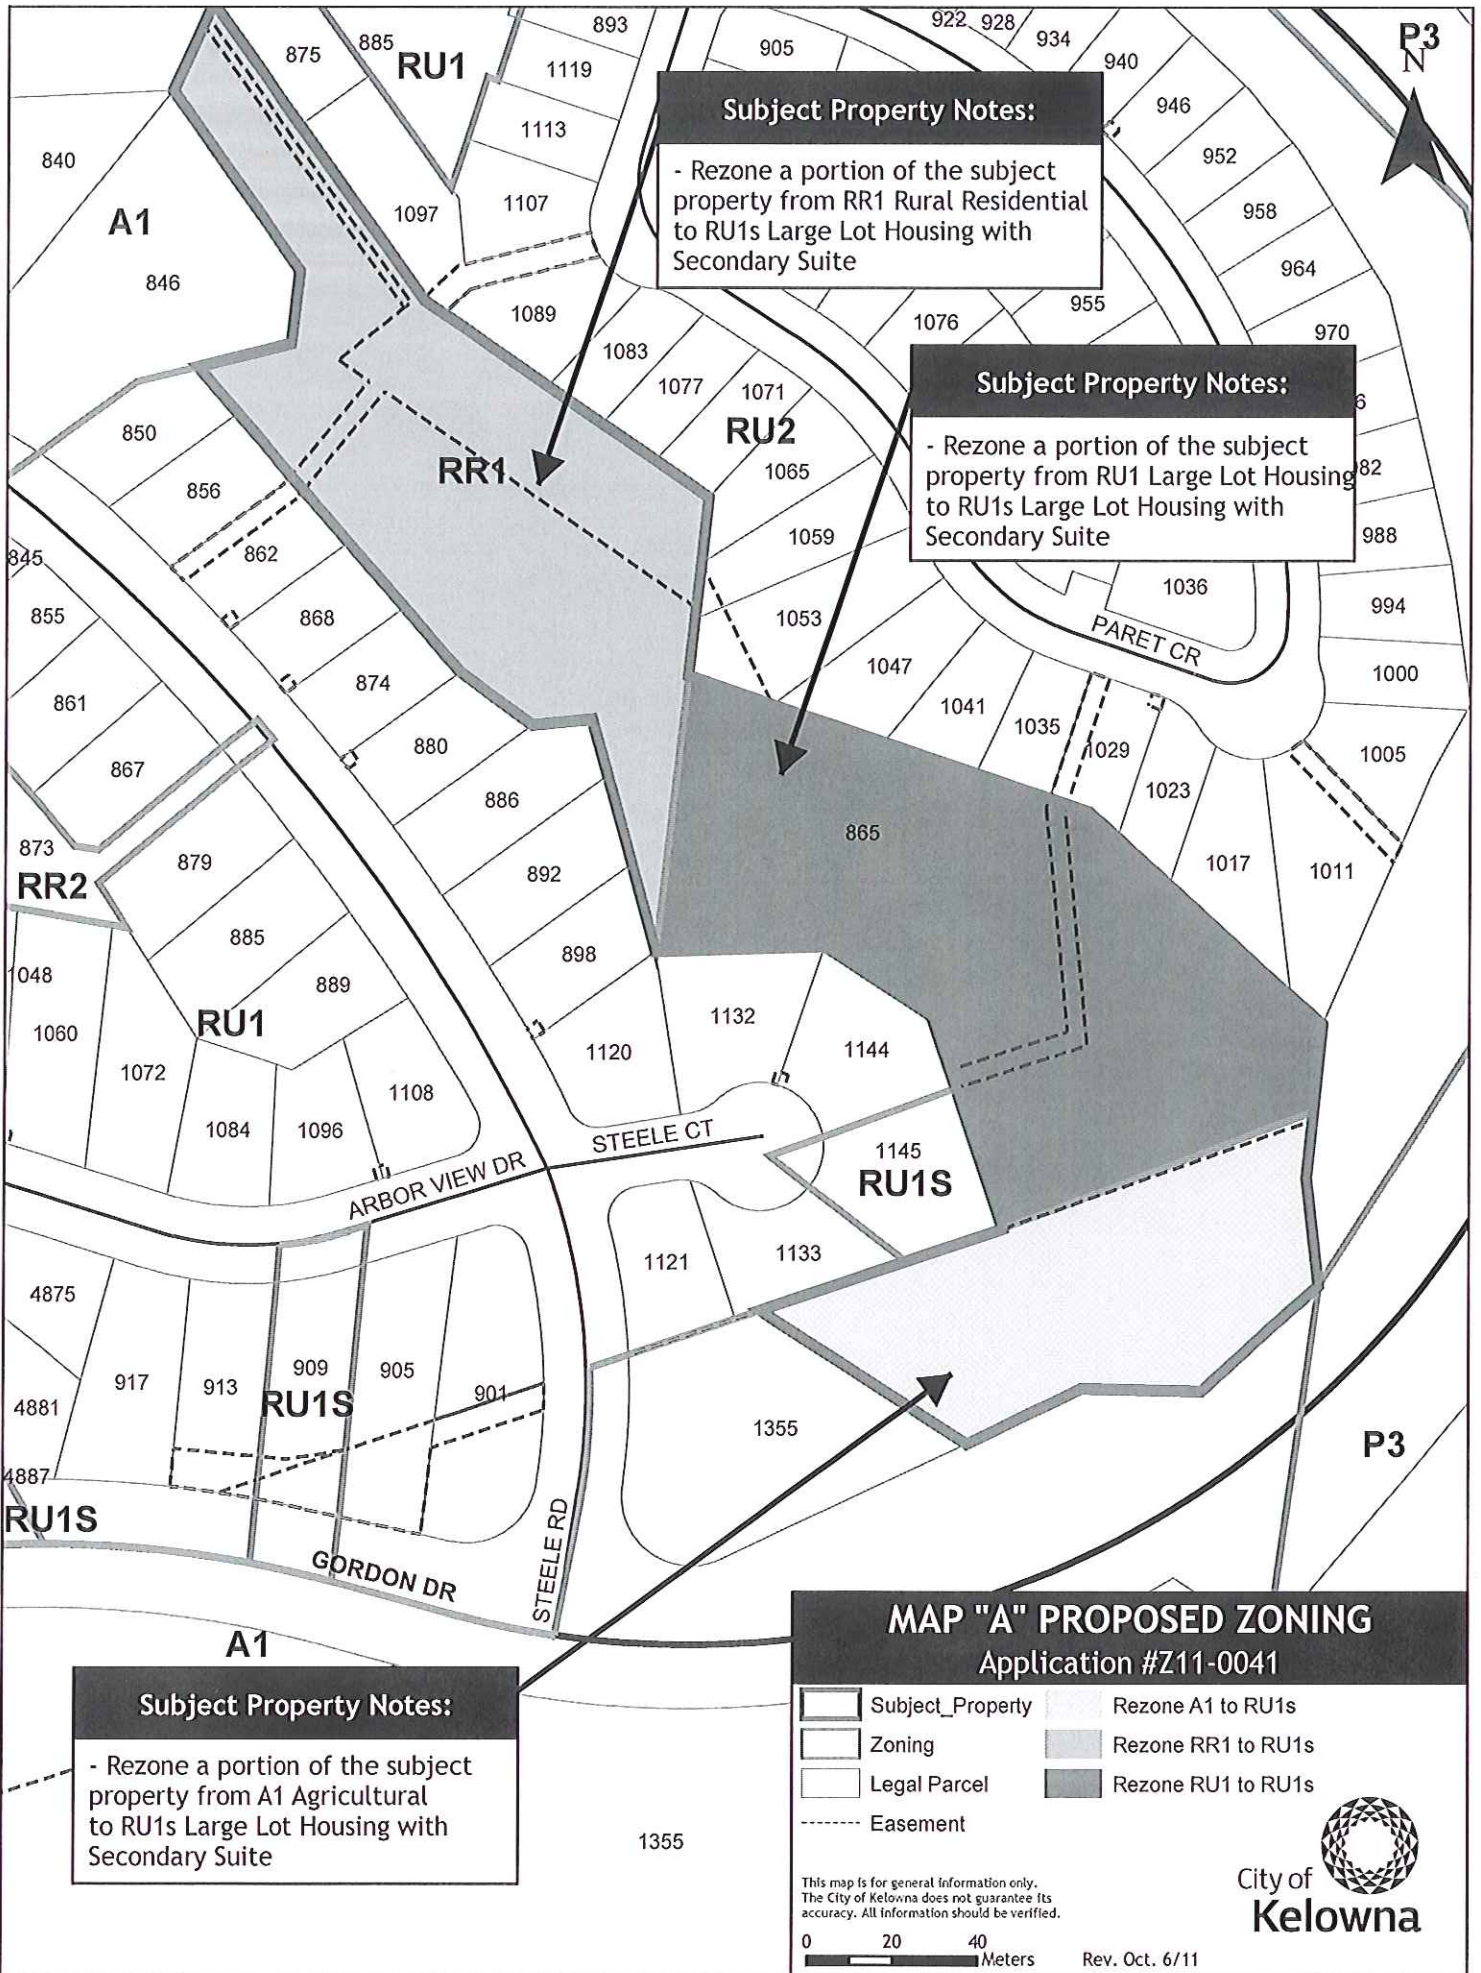 893
922
928
905
934
P3
N
875
885
RU1
1119
940
Subject Property Notes:
- Rezone a portion of the subject
property from RR1 Rural Residential
to RU1s Large Lot Housing with
Secondary Suite
946
1113
840
952
1107
1097
958
A1
846
964
1089
955
1076
970
1083
1077
1071
Subject Property Notes:
- Rezone a portion of the subject
property from RU1 Large Lot Housing
to RU1s Large Lot Housing with
Secondary Suite
RU2
850
RR1
1065
82
856
1059
988
845
862
1036
994
855
868
1053
PARET CR
1047
1000
874
861
1041
1035
880
1029
1005
867
1023
886
865
873
879
1017
1011
RR2
892
885
898
1048
889
RU1
1132
1060
1120
1144
1072
1108
1084
1096
STEELE CT
1145
RU1S
ARBOR VIEW DR
1121
1133
4875
909
905
917
913
901
RU1S
4881
1355
P3
4887
RU1S
STEELE RD
GORDON DR
A1
Subject Property Notes:
- Rezone a portion of the subject
property from A1 Agricultural
to RU1s Large Lot Housing with
Secondary Suite
1355
MAP "A" PROPOSED ZONING
Application #Z11-0041
Subject_Property
Rezone A1 to RU1s
Zoning
Rezone RR1 to RU1s
Legal Parcel
Rezone RU1 to RU1s
Easement
This map is for general information only.
The City of Kelowna does not guarantee its
accuracy. All information should be verified.
City of
Kelowna
0 20 40
Meters
Rev. Oct. 6/11